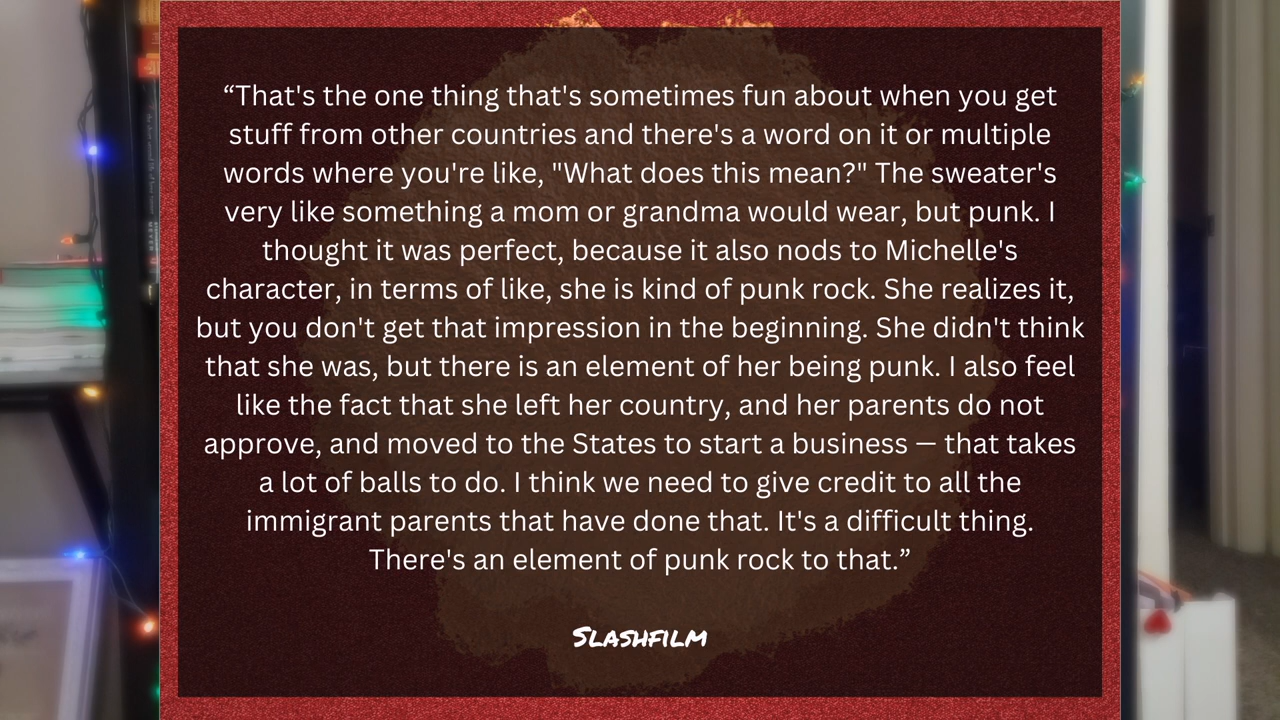 “That's the one thing that's sometimes fun about when you get
stuff from other countries and there's a word on it or multiple
words where you're like, "What does this mean?" The sweater's
very like something a mom or grandma would wear, but punk. I
thought it was perfect, because it also nods to Michelle's
character, in terms of like, she is kind of punk rock. She realizes it,
but you don't get that impression in the beginning. She didn't think
that she was, but there is an element of her being punk. I also feel
like the fact that she left her country, and her parents do not
approve, and moved to the States to start a business — that takes
a lot of balls to do. I think we need to give credit to all the
immigrant parents that have done that. It's a difficult thing.
There's an element of punk rock to that.”
Slashfilm